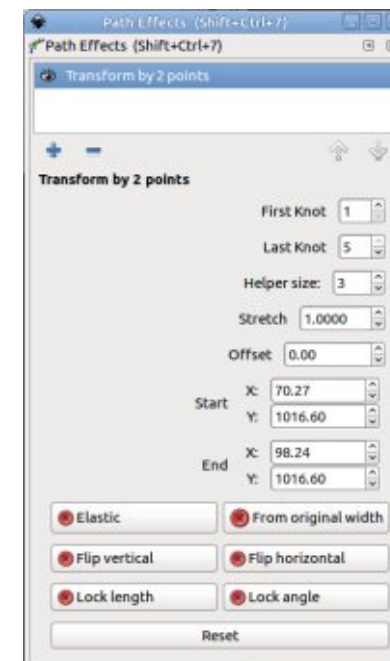 Path Effects (Shift+Ctrl+7)
Path Effects (Shift+Ctrl+7)
Transform by 2 points
Transform by 2 points
First Knot 1
Last Knot 5
Helper size: 3
Stretch 1.0000
Offset 0.00
Start X: 70.27
Y: 1016.60
End X: 98.24
Y: 1016.60
Elastic From original width
Flip vertical Flip horizontal
Lock length Lock angle
Reset